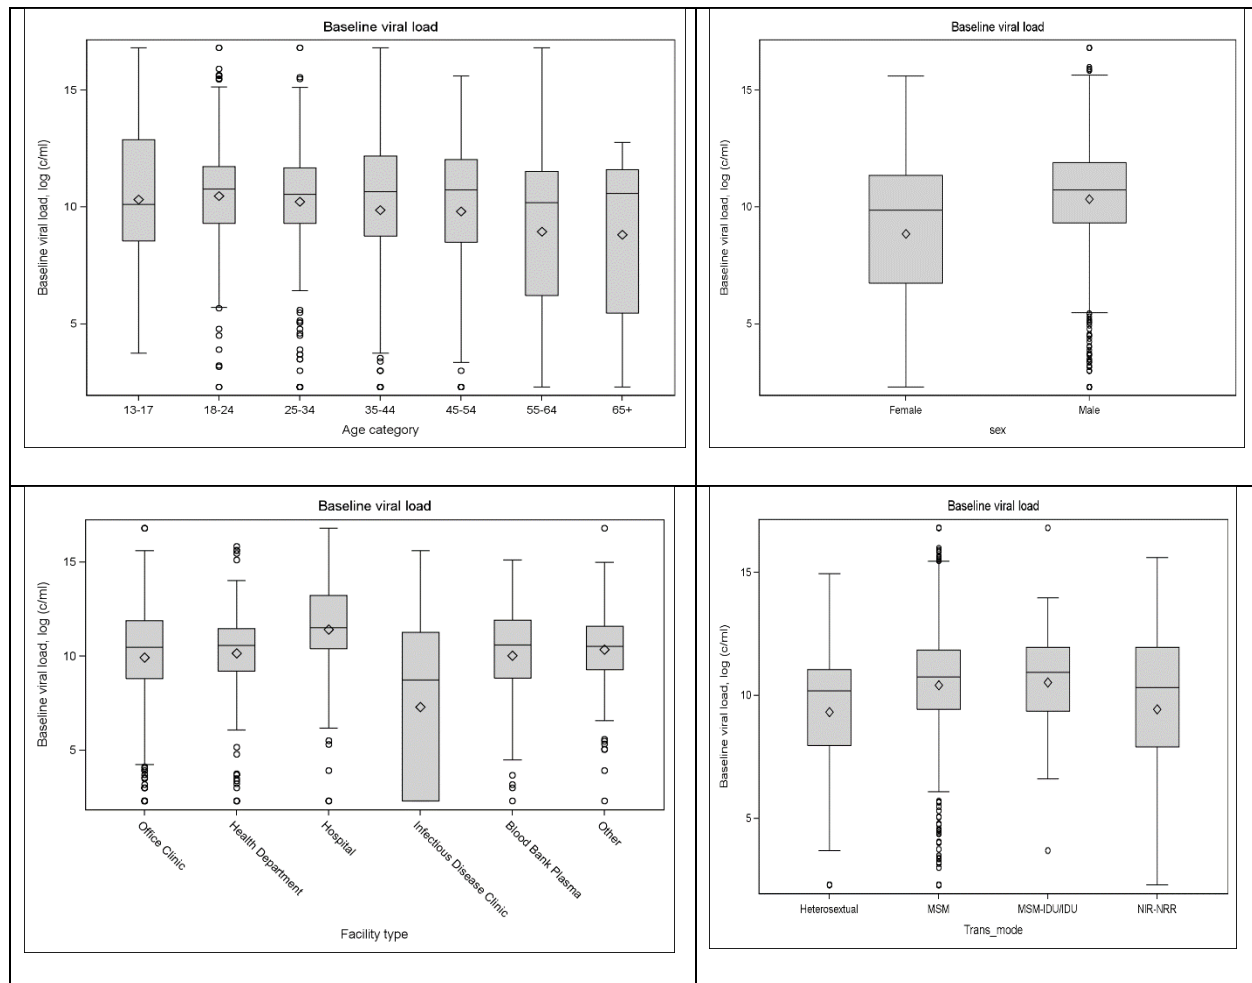 Baseline viral load
Baseline viral load, log (c/ml)
15
10
5
13-17 18-24 25-34 35-44 45-54 55-64 65+
Age category
Baseline viral load
Baseline viral load, log (c/ml)
15
10
5
Female Male
sex
Baseline viral load
Baseline viral load, log (c/ml)
15
10
5
Office Clinic
Health Department
Hospital
Infectious Disease Clinic
Blood Bank Plasma
Other
Facility type
Baseline viral load
Baseline viral load, log (c/ml)
15
10
5
Heterosextual MSM MSM-IDU/IDU NIR-NRR
Trans_mode